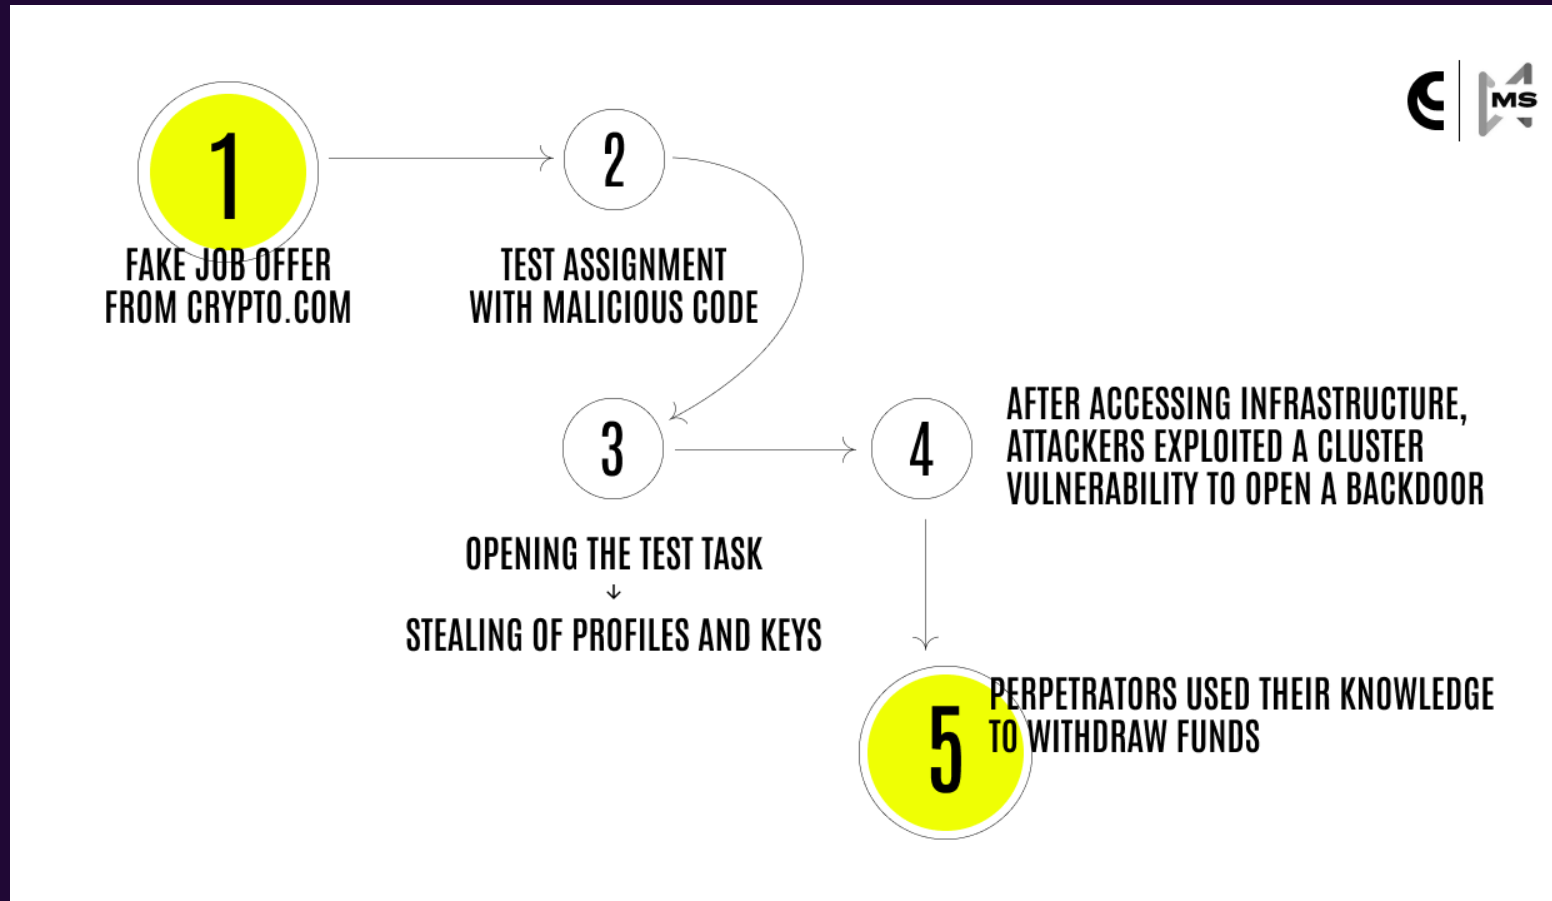 1
FAKE JOB OFFER
FROM CRYPTO.COM
2
TEST ASSIGNMENT
WITH MALICIOUS CODE
3
OPENING THE TEST TASK
↓
STEALING OF PROFILES AND KEYS
4
AFTER ACCESSING INFRASTRUCTURE,
ATTACKERS EXPLOITED A CLUSTER
VULNERABILITY TO OPEN A BACKDOOR
5
PERPETRATORS USED THEIR KNOWLEDGE
TO WITHDRAW FUNDS
MS